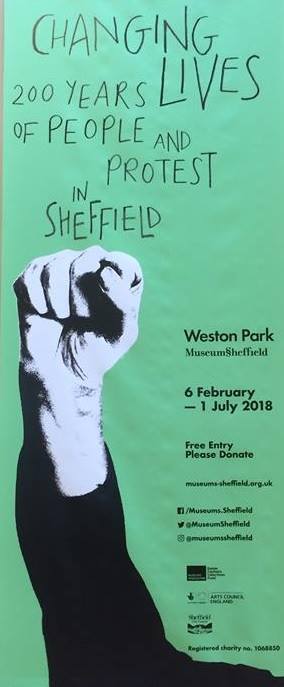 CHANGING
LIVES
200 YEARS
OF PEOPLE AND
PROTEST
IN
SHEFFIELD
Weston Park
MuseumSheffield
6 February
— 1 July 2018
Free Entry
Please Donate
museums-sheffield.org.uk
/Museums.Sheffield
@MuseumSheffield
@museumssheffield
ARTS COUNCIL
ENGLAND
Sheffield
Registered charity no. 1068850